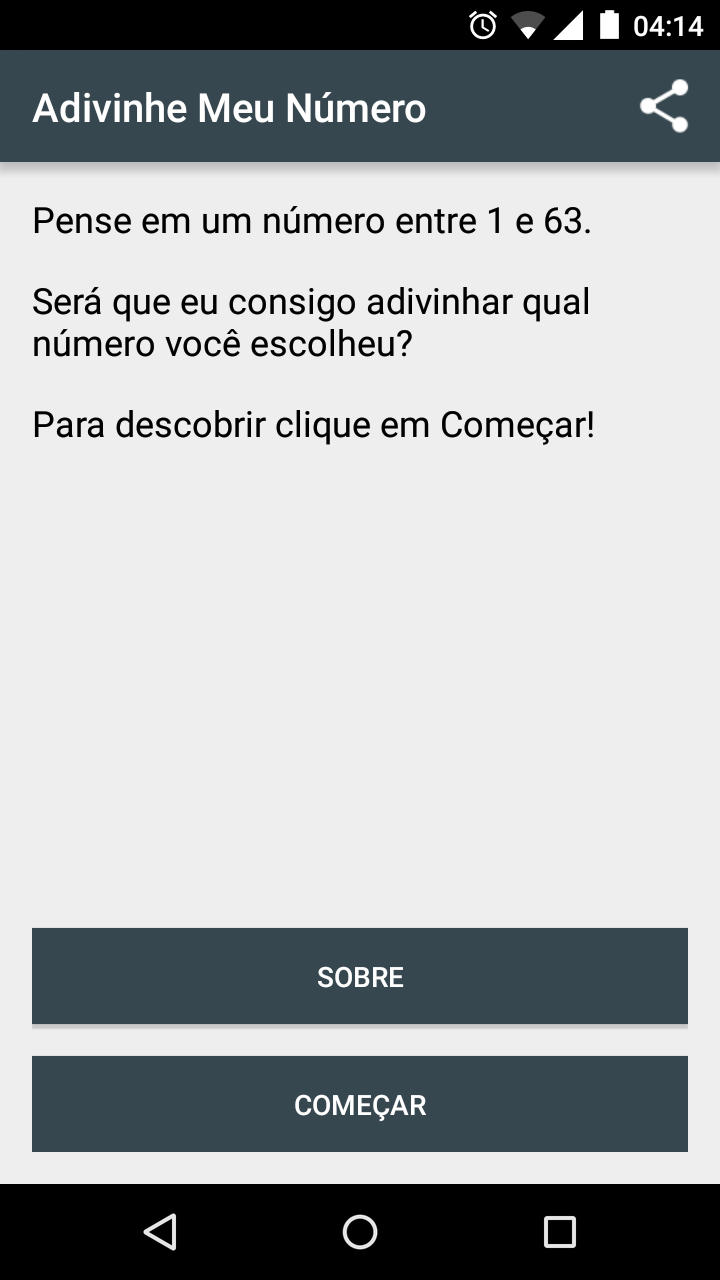 04:14
Adivinhe Meu Número
Pense em um número entre 1 e 63.
Será que eu consigo adivinhar qual
número você escolheu?
Para descobrir clique em Começar!
SOBRE
COMEÇAR